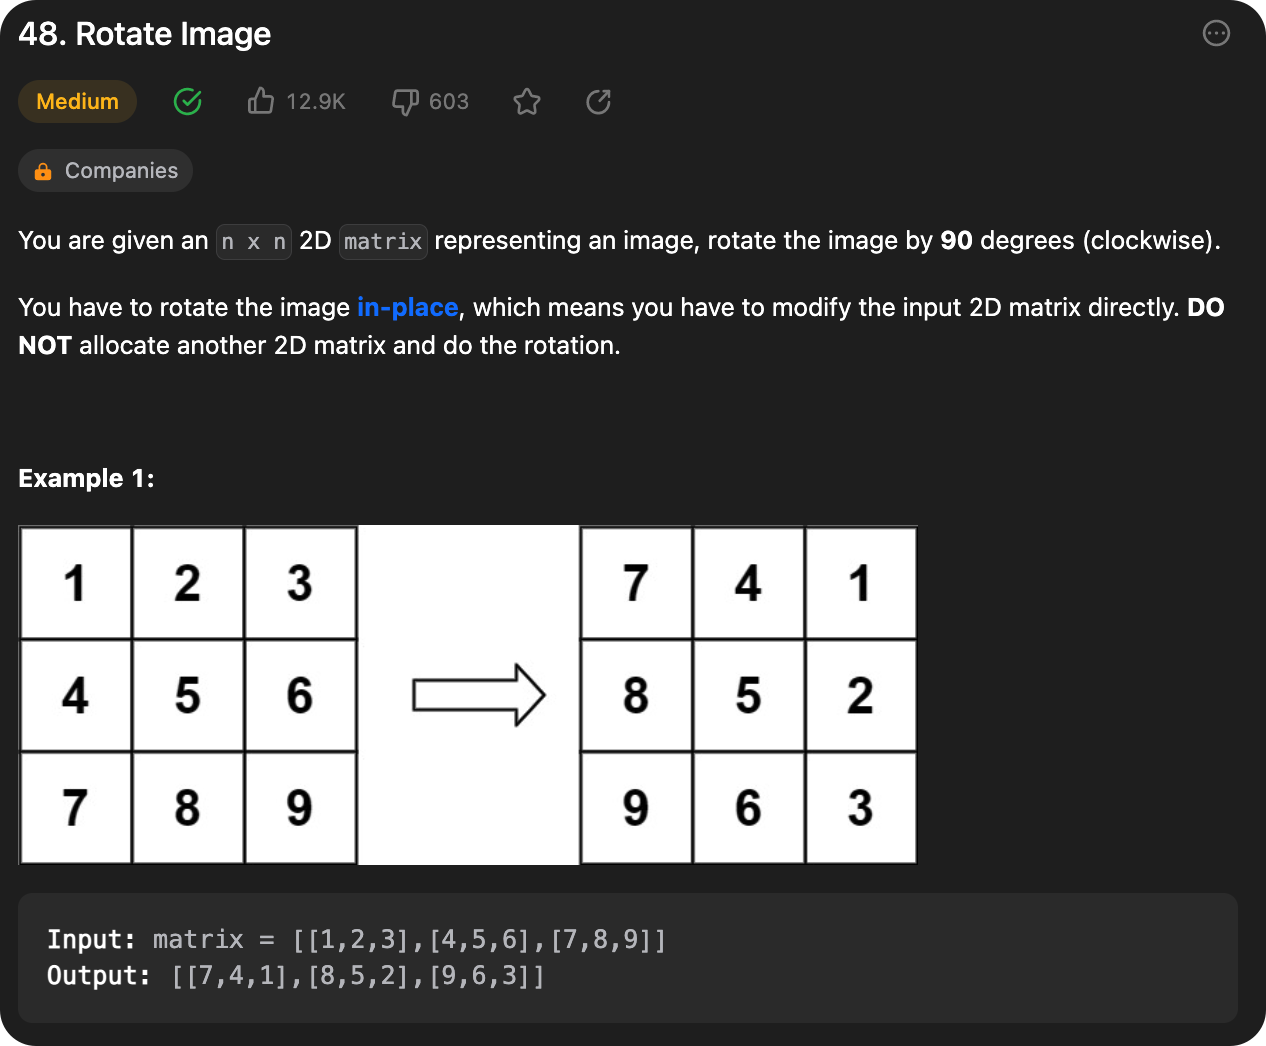 48. Rotate Image
Medium 12.9K 603
Companies
You are given an n x n 2D matrix representing an image, rotate the image by 90 degrees (clockwise).
You have to rotate the image in-place, which means you have to modify the input 2D matrix directly. DO
NOT allocate another 2D matrix and do the rotation.
Example 1:
1 2 3 7 4 1
4 5 6 8 5 2
7 8 9 9 6 3
Input: matrix = [[1,2,3],[4,5,6],[7,8,9]]
Output: [[7,4,1],[8,5,2],[9,6,3]]